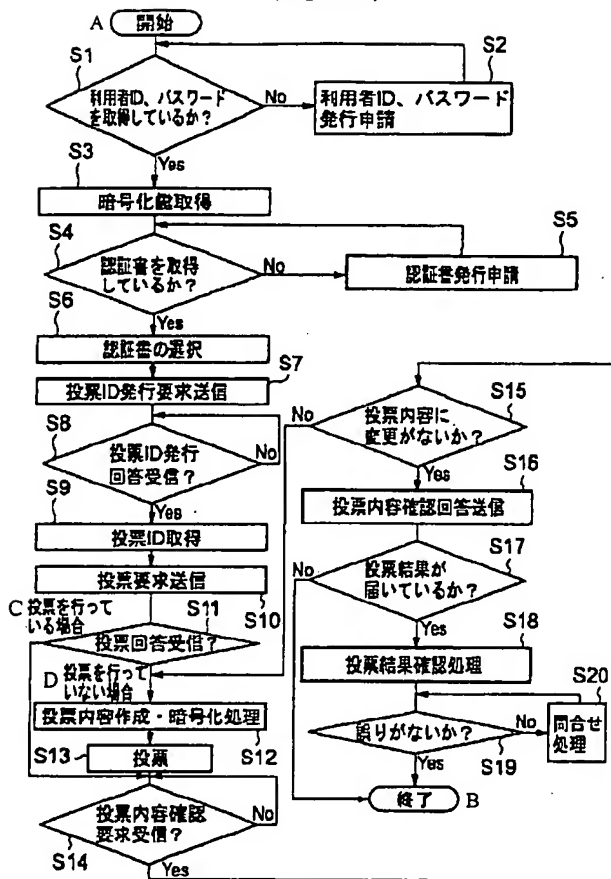 A 開始
S1
S2
利用者ID、パスワード
を取得しているか？
No
利用者ID、パスワード
発行申請
Yes
S3
暗号化鍵取得
S4
S5
認証書を取得
しているか？
No
認証書発行申請
Yes
S6
認証書の選択
S7
投票ID発行要求送信
S8
投票ID発行
回答受信？
No
Yes
S9
投票ID取得
投票要求送信
S10
C 投票を行って
いる場合
S11
投票回答受信？
D 投票を行って
いない場合
投票内容作成・暗号化処理
S12
S13
投票
投票内容確認
要求受信？
No
S14
Yes
S15
No
投票内容に
変更がないか？
Yes
S16
投票内容確認回答送信
S17
No
投票結果が
届いているか？
Yes
S18
投票結果確認処理
S20
誤りがないか？
No
問合せ
処理
S19
Yes
終了 B